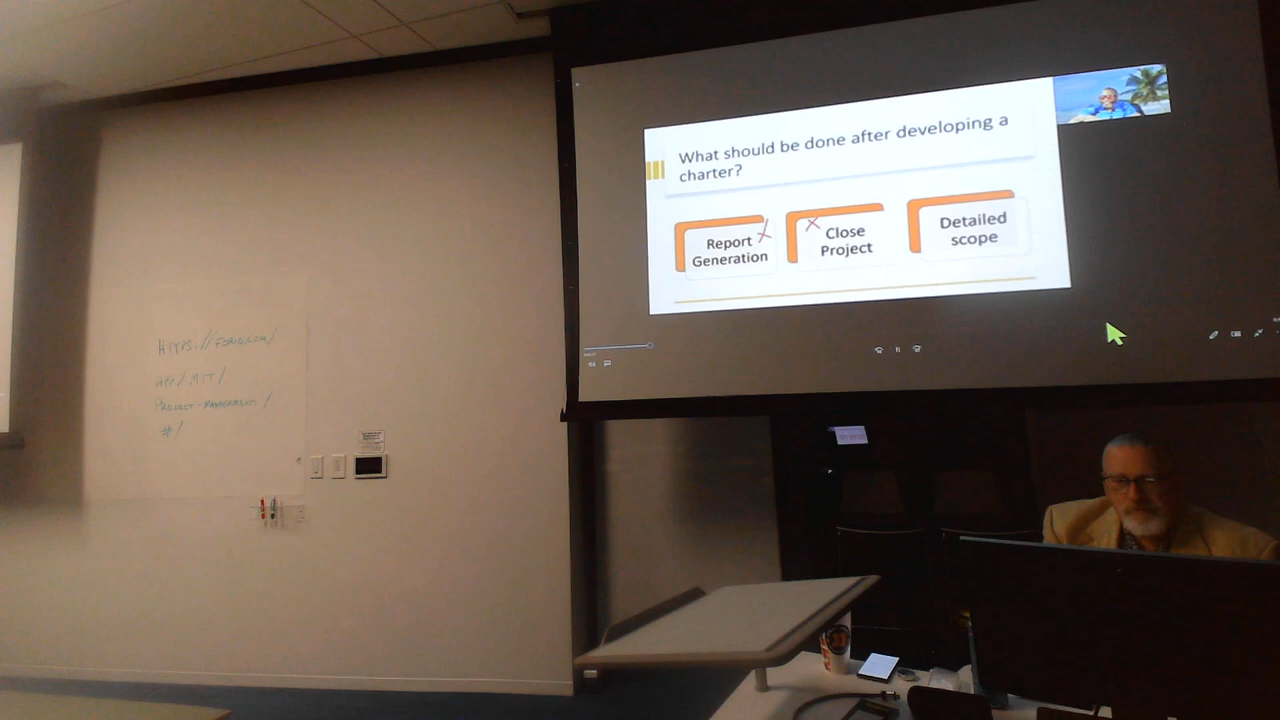 HTTPS://FORIO.COM/
APP/MIT/
PROJECT-MANAGEMENT/
#/
What should be done after developing a
charter?
Report
Generation
Close
Project
Detailed
scope